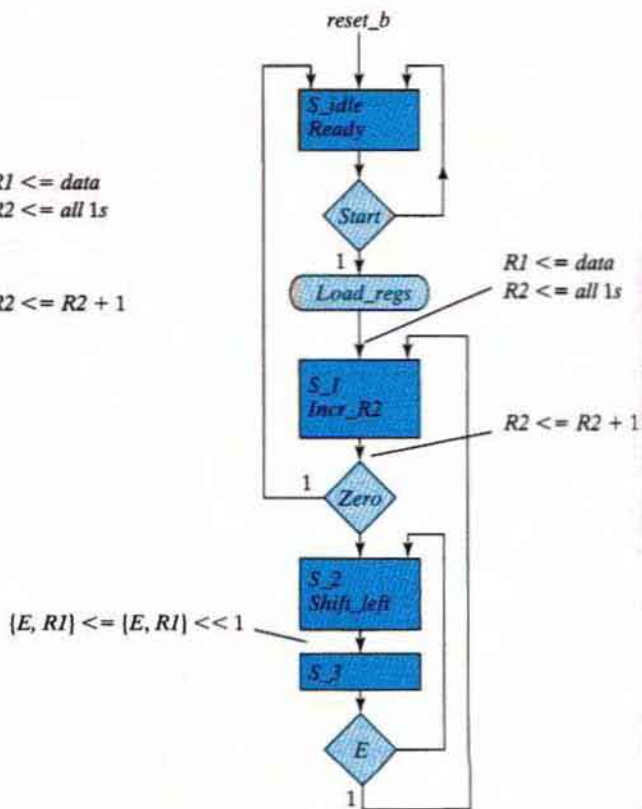 reset_b
S_idle
Ready
R1 <= data
R2 <= all 1s
Start
1
R1 <= data
R2 <= all 1s
Load_regs
R2 <= R2 + 1
S_1
Incr_R2
R2 <= R2 + 1
1
Zero
S_2
Shift_left
{E, R1} <= {E, R1} << 1
S_3
E
1